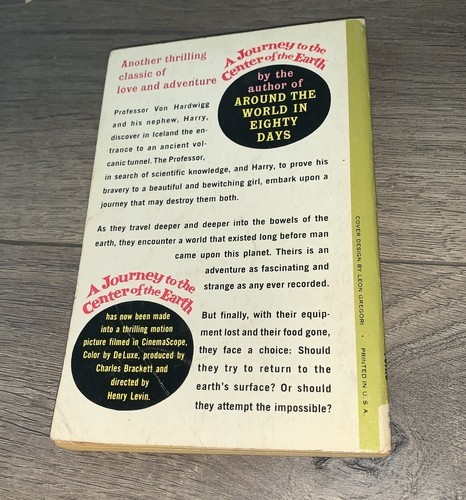 Another thrilling
classic of
love and adventure
A Journey to the
Center of the Earth
by the
author of
AROUND THE
WORLD IN
EIGHTY
DAYS
Professor Von Hardwigg
and his nephew, Harry,
discover in Iceland the en-
trance to an ancient vol-
canic tunnel. The Professor,
in search of scientific knowledge, and Harry, to prove his
bravery to a beautiful and bewitching girl, embark upon a
journey that may destroy them both.
As they travel deeper and deeper into the bowels of the
earth, they encounter a world that existed long before man
came upon this planet. Theirs is an
adventure as fascinating and
strange as any ever recorded.
A Journey to the
Center of the Earth
has now been made
into a thrilling motion
picture filmed in CinemaScope,
Color by DeLuxe, produced by
Charles Brackett and
directed by
Henry Levin.
But finally, with their equip-
ment lost and their food gone,
they face a choice: Should
they try to return to the
earth's surface? Or should
they attempt the impossible?
COVER DESIGN BY LEON GREGORI · PRINTED IN U.S.A